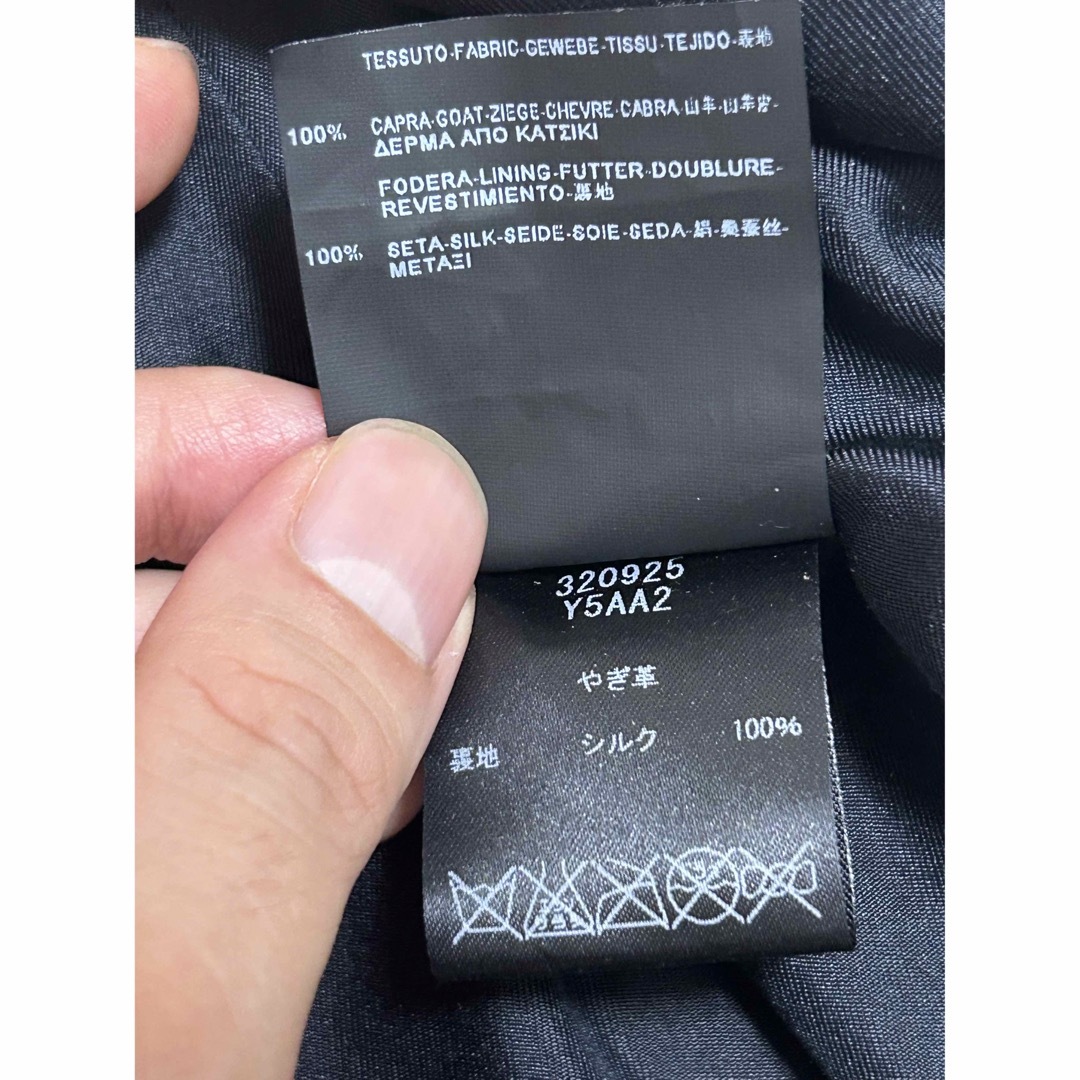 TESSUTO-FABRIC-GEWEBE-TISSU-TEJIDO-表地
100% CAPRA-GOAT-ZIEGE-CHEVRE-CABRA-山羊-山羊皮-
ΔΕΡΜΑ ΑΠΟ ΚΑΤΣΙΚΙ
FODERA-LINING-FUTTER-DOUBLURE-
REVESTIMIENTO-裏地
100% SETA-SILK-SEIDE-SOIE-SEDA-絹-桑蚕丝-
ΜΕΤΑΞΙ
320925
Y5AA2
やぎ革
裏地 シルク 100%